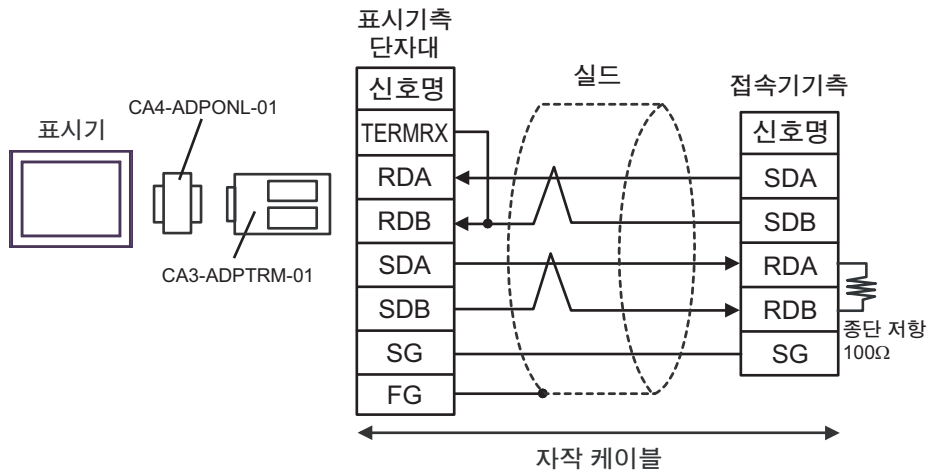 표시기측
단자대
실드
접속기기측
CA4-ADPONL-01
표시기
CA3-ADPTRM-01
신호명
TERMRX
RDA
RDB
SDA
SDB
SG
FG
신호명
SDA
SDB
RDA
RDB
SG
종단 저항
100Ω
자작 케이블